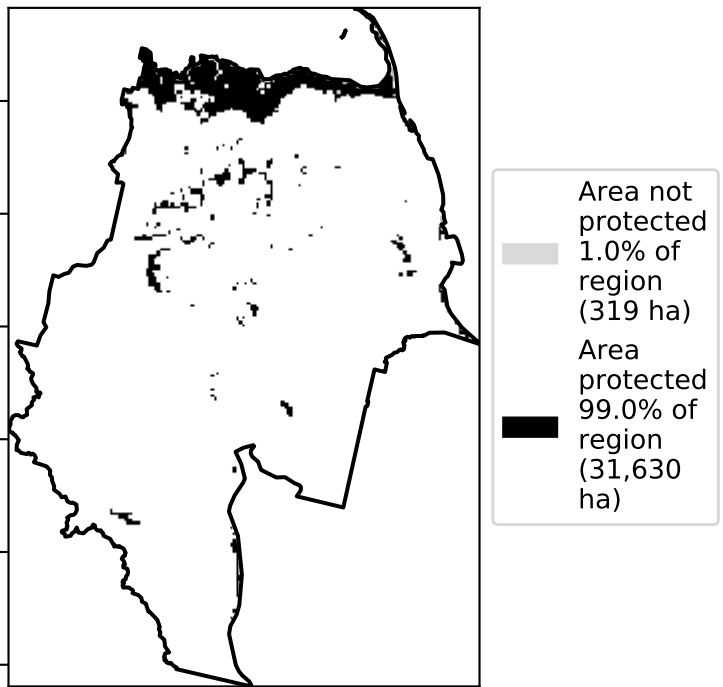 Area not
protected
1.0% of
region
(319 ha)
Area
protected
99.0% of
region
(31,630
ha)